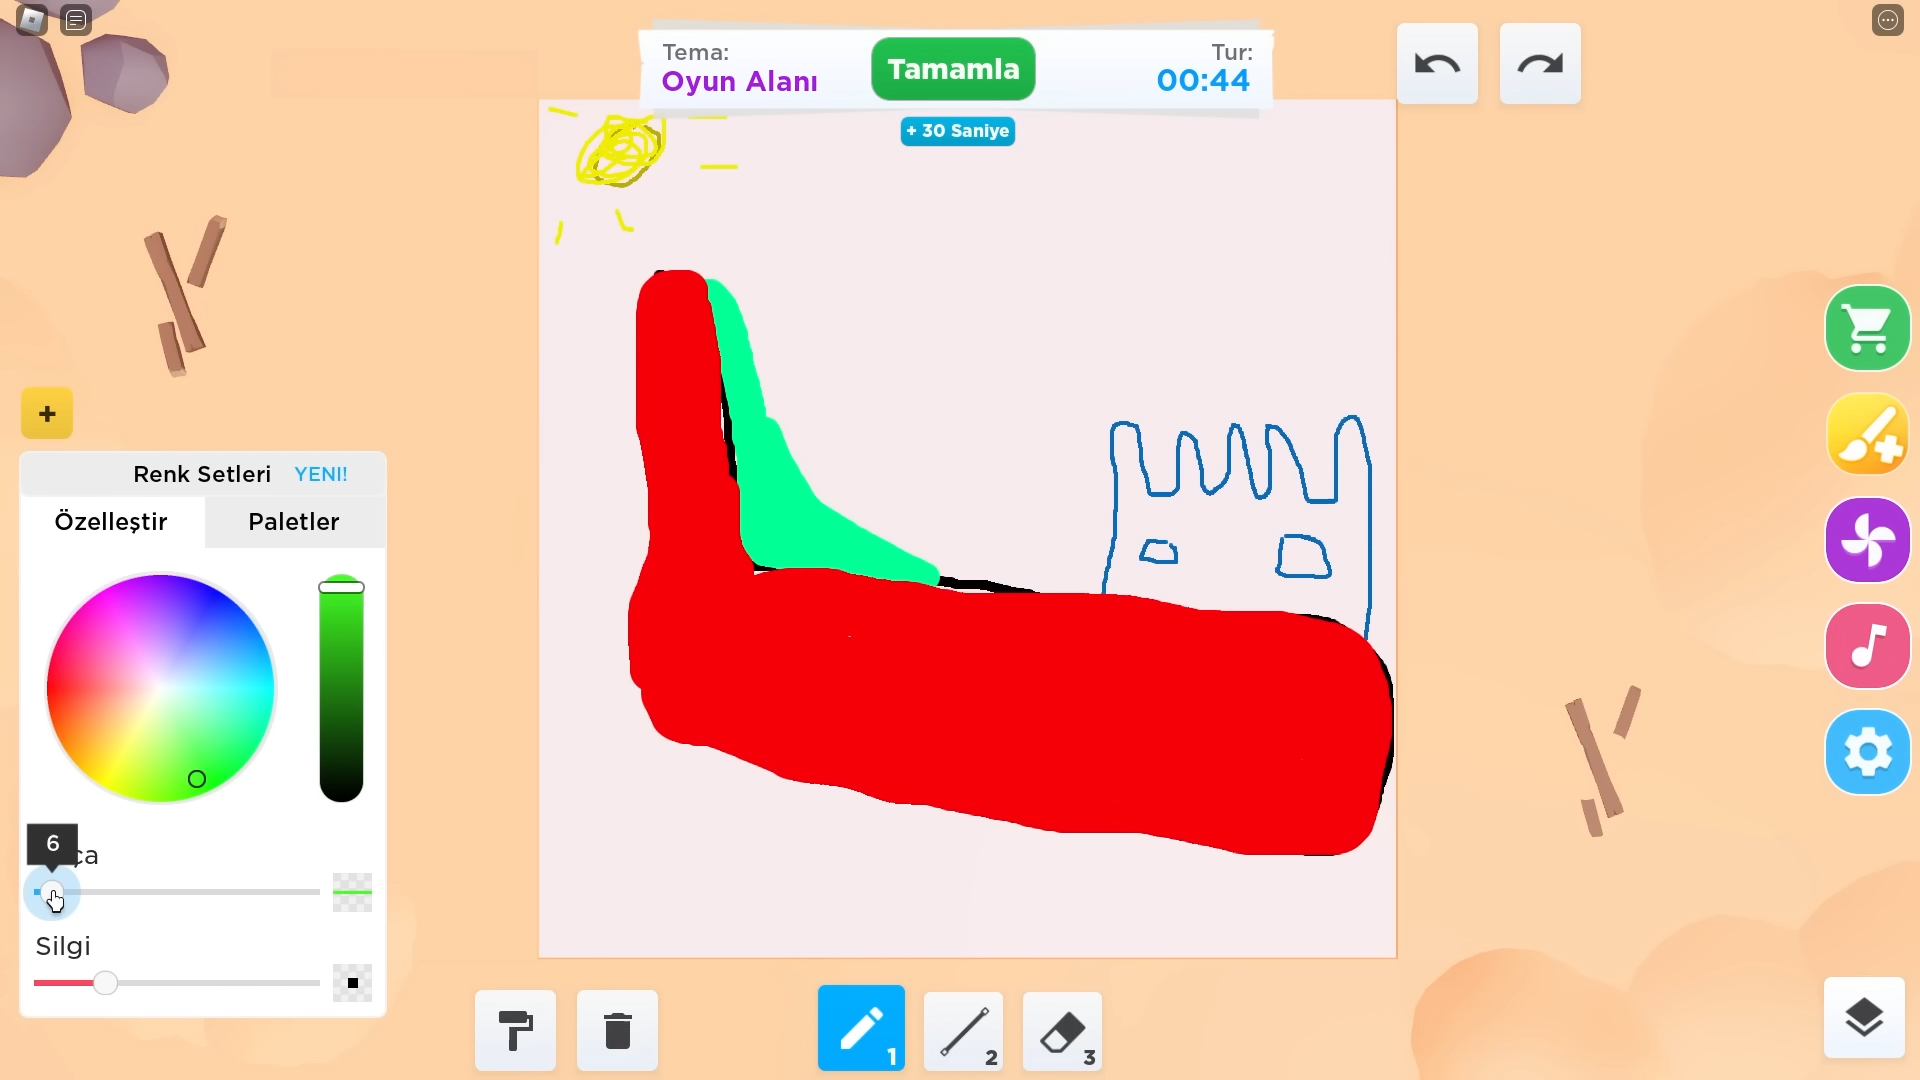 Tema:
Oyun Alanı
Tamamla
Tur:
00:44
+ 30 Saniye
+
Renk Setleri YENİ!
Özelleştir
Paletler
6
ça
Silgi
1
2
3